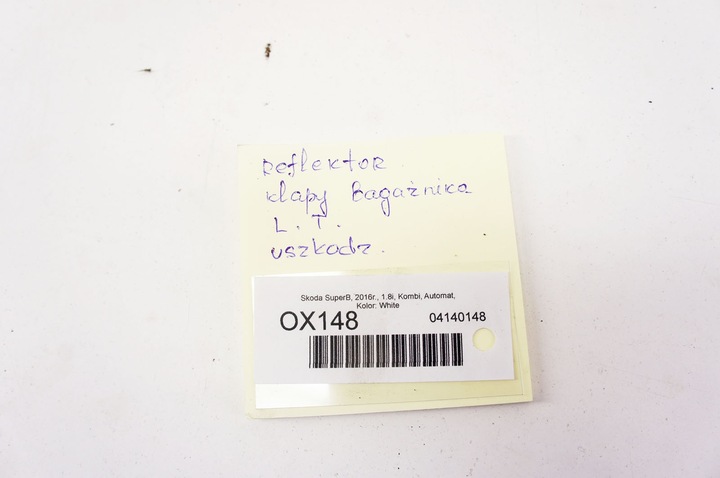 Reflektor
klapy Bagażnika
L. T.
uszkodz.
Skoda SuperB, 2016r., 1.8i, Kombi, Automat,
Kolor: White
OX148 04140148